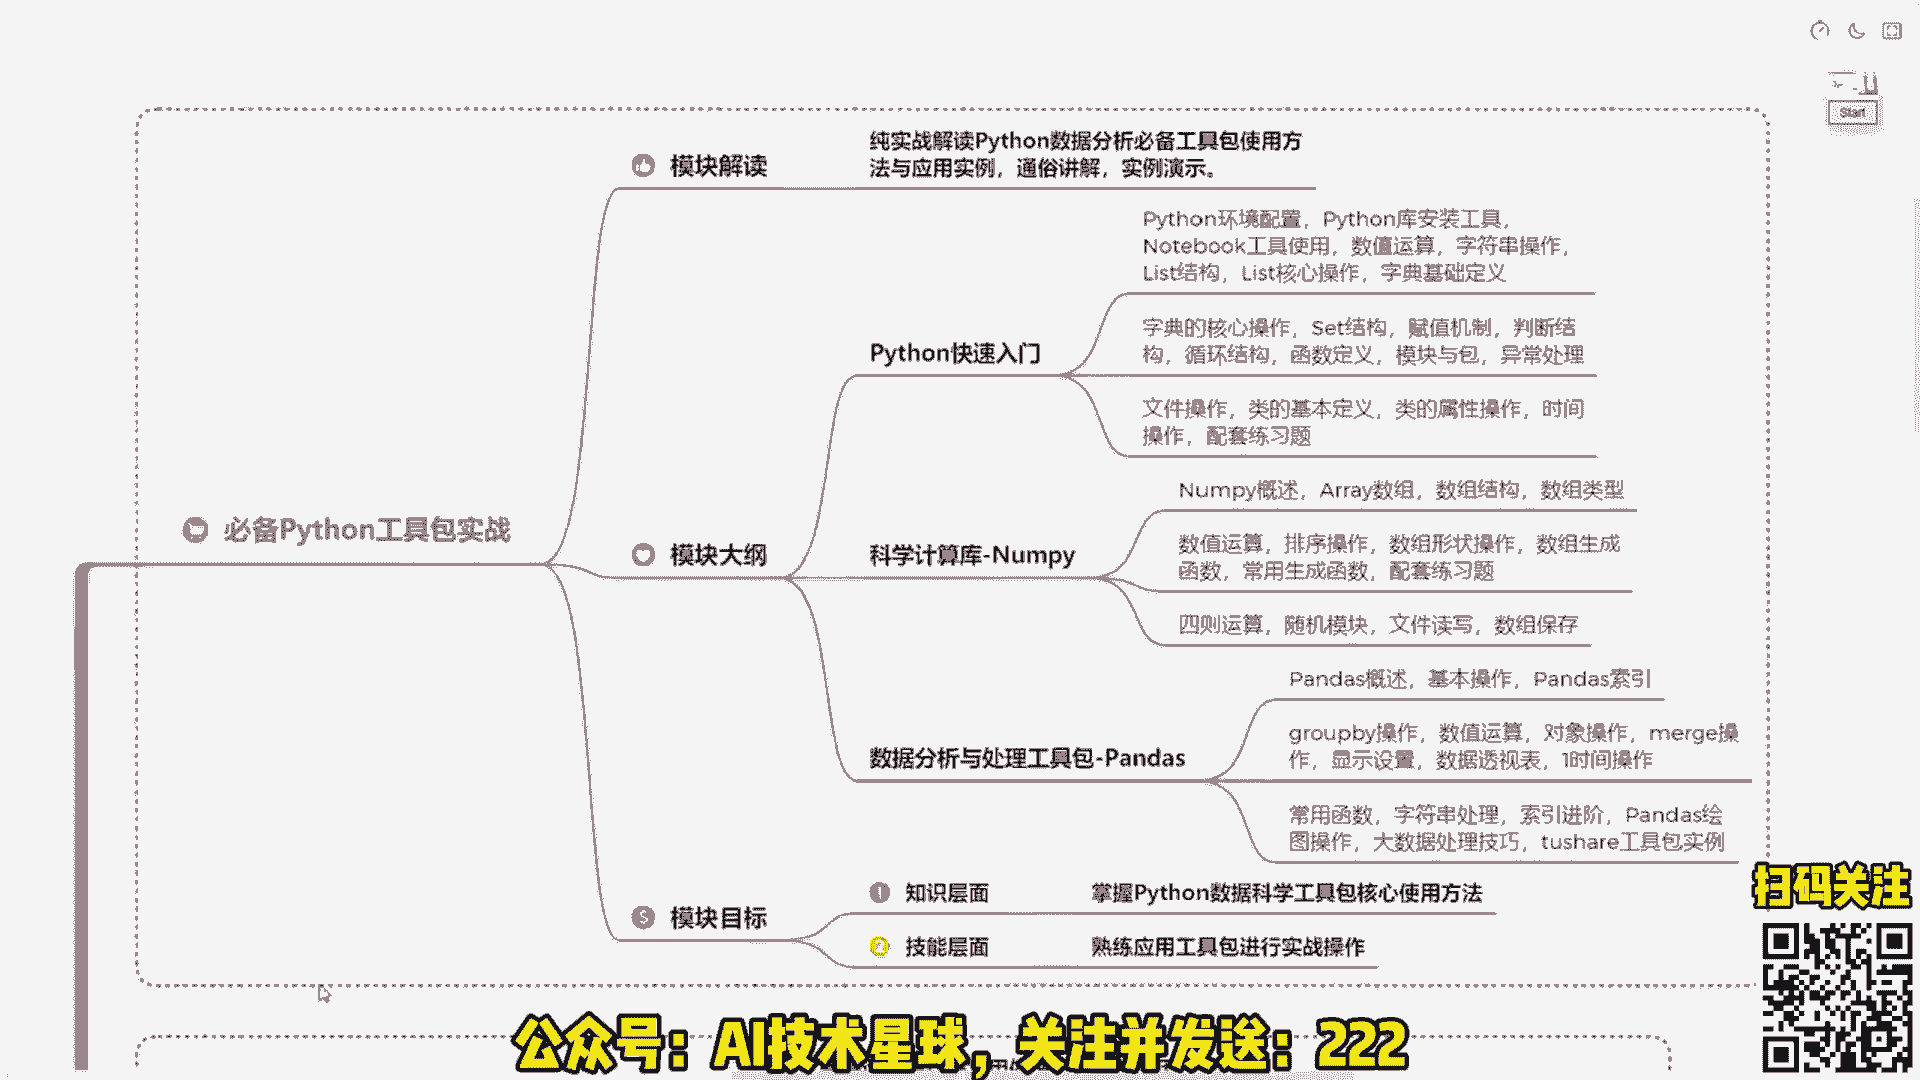 Start
必备Python工具包实战
模块解读
纯实战解读Python数据分析必备工具包使用方
法与应用实例，通俗讲解，实例演示。
模块大纲
Python快速入门
Python环境配置，Python库安装工具，
Notebook工具使用，数值运算，字符串操作，
List结构，List核心操作，字典基础定义
字典的核心操作，Set结构，赋值机制，判断结
构，循环结构，函数定义，模块与包，异常处理
文件操作，类的基本定义，类的属性操作，时间
操作，配套练习题
科学计算库-Numpy
Numpy概述，Array数组，数组结构，数组类型
数值运算，排序操作，数组形状操作，数组生成
函数，常用生成函数，配套练习题
四则运算，随机模块，文件读写，数组保存
数据分析与处理工具包-Pandas
Pandas概述，基本操作，Pandas索引
groupby操作，数值运算，对象操作，merge操
作，显示设置，数据透视表，1时间操作
常用函数，字符串处理，索引进阶，Pandas绘
图操作，大数据处理技巧，tushare工具包实例
模块目标
知识层面
掌握Python数据科学工具包核心使用方法
技能层面
熟练应用工具包进行实战操作
扫码关注
公众号：AI技术星球，关注并发送：222